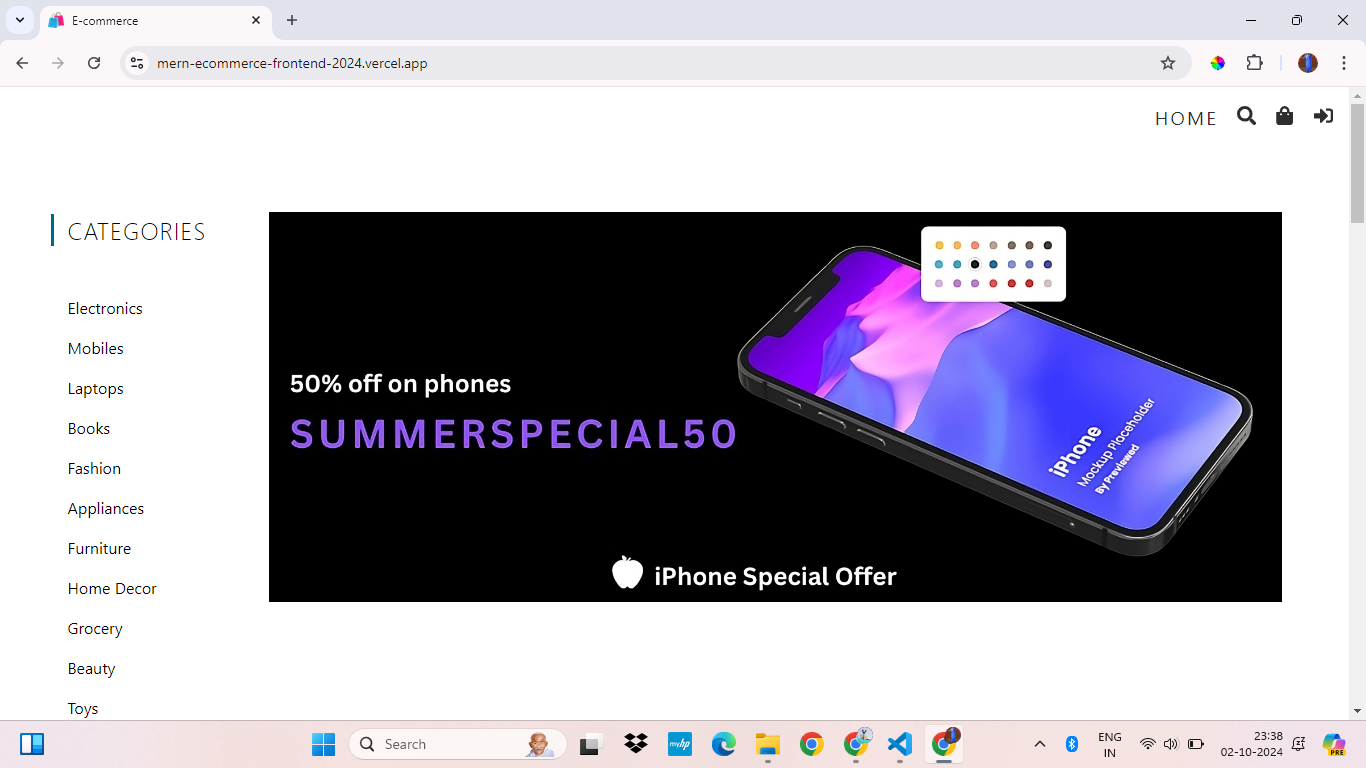 E-commerce
mern-ecommerce-frontend-2024.vercel.app
HOME
CATEGORIES
Electronics
Mobiles
Laptops
Books
Fashion
Appliances
Furniture
Home Decor
Grocery
Beauty
Toys
50% off on phones
SUMMERSPECIAL50
iPhone
Mockup Placeholder
By Previewed
iPhone Special Offer
Search
myhp
ENG
IN
23:38
02-10-2024
PRE